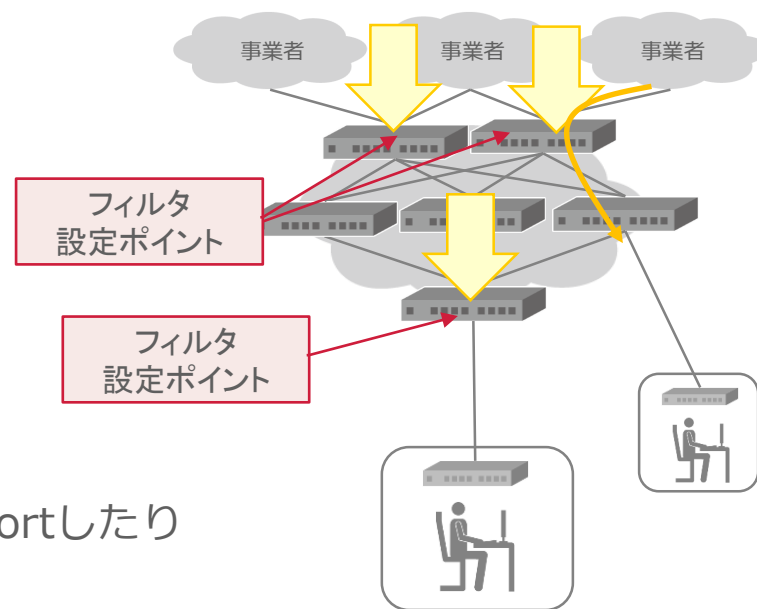 事業者
事業者
事業者
フィルタ
設定ポイント
フィルタ
設定ポイント
ortしたり